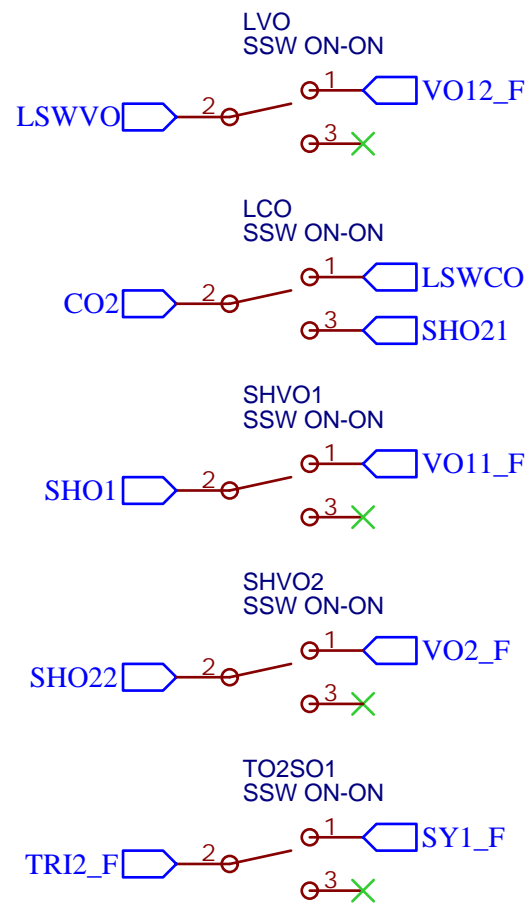 LVO
SSW ON-ON
LSWVO 2 1 VO12_F
3
LCO
SSW ON-ON
CO2 2 1 LSWCO
3 SHO21
SHVO1
SSW ON-ON
SHO1 2 1 VO11_F
3
SHVO2
SSW ON-ON
SHO22 2 1 VO2_F
3
TO2SO1
SSW ON-ON
TRI2_F 2 1 SY1_F
3